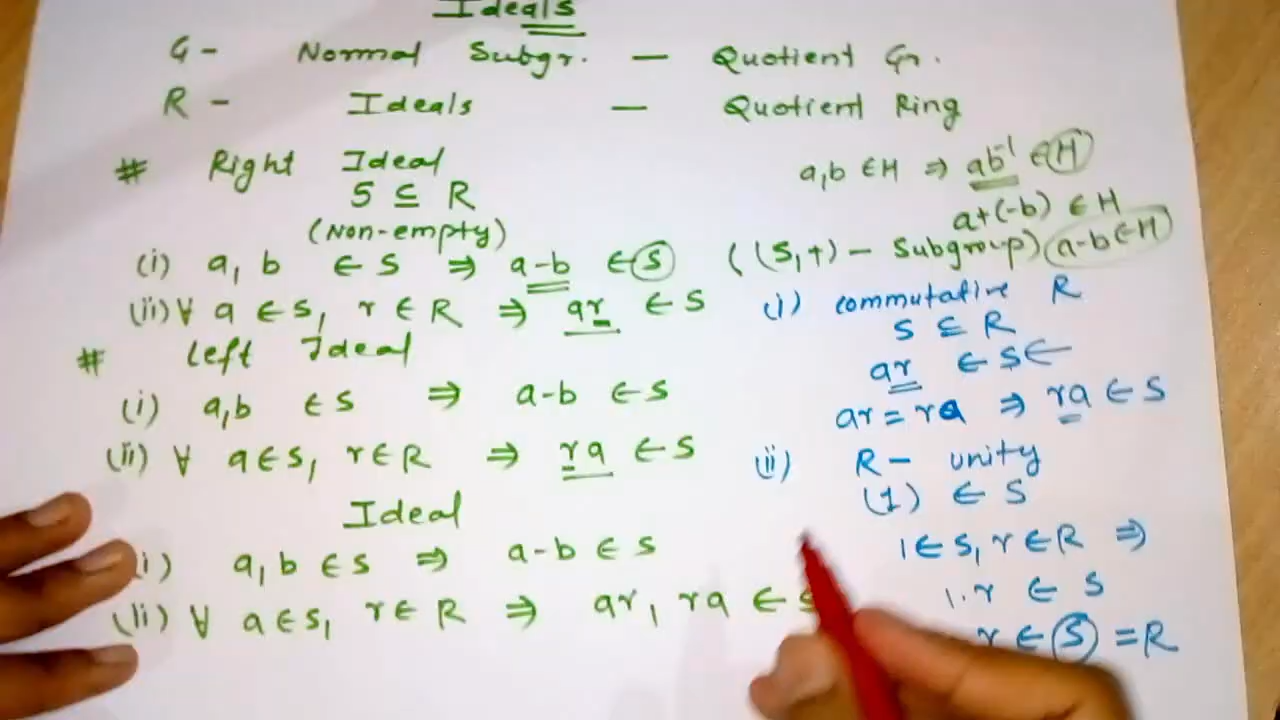 Ideals
G - Normal Subgr. — Quotient Gr.
R - Ideals — Quotient Ring
# Right Ideal
S ⊆ R
(Non-empty)
(i) a, b ∈ S ⇒ a-b ∈ S
(ii) ∀ a ∈ S, r ∈ R ⇒ ar ∈ S
# Left Ideal
(i) a,b ∈ S ⇒ a-b ∈ S
(ii) ∀ a ∈ S, r ∈ R ⇒ ra ∈ S
Ideal
i) a, b ∈ S ⇒ a-b ∈ S
(ii) ∀ a ∈ S, r ∈ R ⇒ ar, ra ∈ S
a,b ∈ H ⇒ ab⁻¹ ∈ H
a+(-b) ∈ H
((S,+) - Subgroup) a-b ∈ H
(i) commutative R
S ⊆ R
ar ∈ S ←
ar = ra ⇒ ra ∈ S
(ii) R - unity
(1) ∈ S
1 ∈ S, r ∈ R ⇒
1.r ∈ S
r ∈ S = R